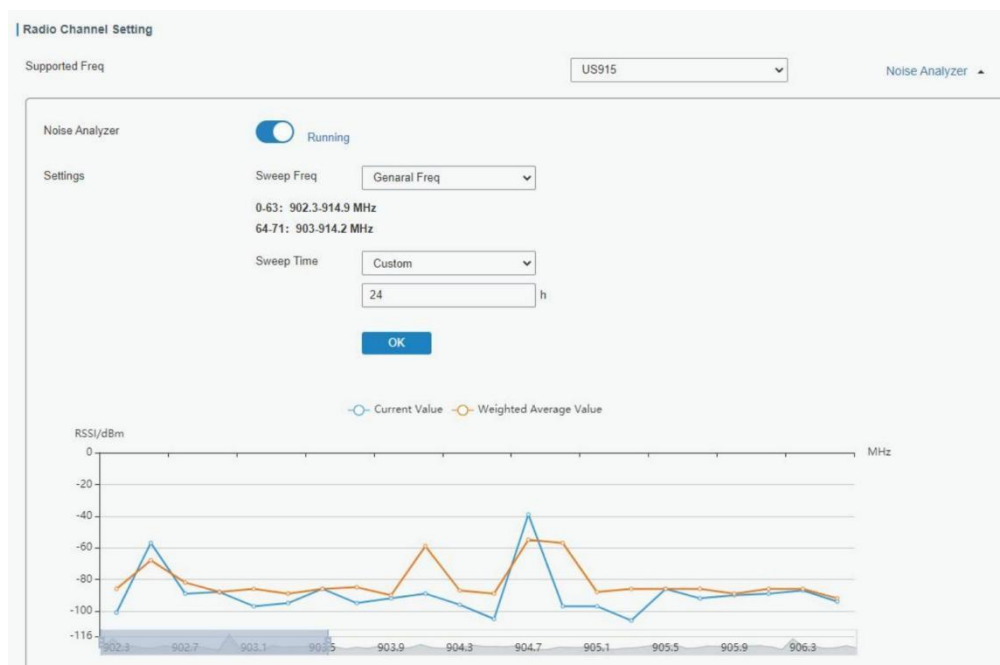 Radio Channel Setting
Supported Freq
US915
Noise Analyzer
Noise Analyzer
Running
Settings
Sweep Freq
Genaral Freq
0-63: 902.3-914.9 MHz
64-71: 903-914.2 MHz
Sweep Time
Custom
24
h
OK
Current Value
Weighted Average Value
RSSI/dBm
0
MHz
-20
-40
-60
-80
-100
-116
902.3 902.7 903.1 903.5 903.9 904.3 904.7 905.1 905.5 905.9 906.3